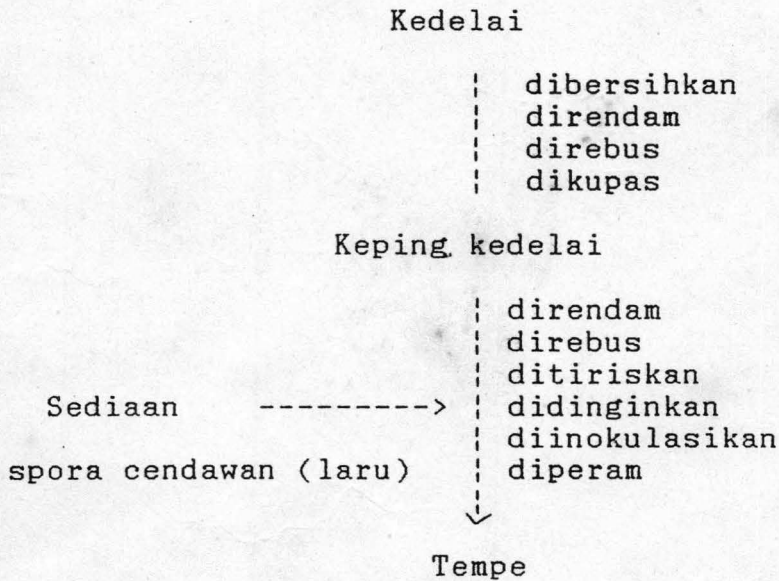 Kedelai
dibersihkan
direndam
direbus
dikupas
Keping kedelai
direndam
direbus
ditiriskan
Sediaan ---------> didinginkan
diinokulasikan
spora cendawan (laru) diperam
Tempe